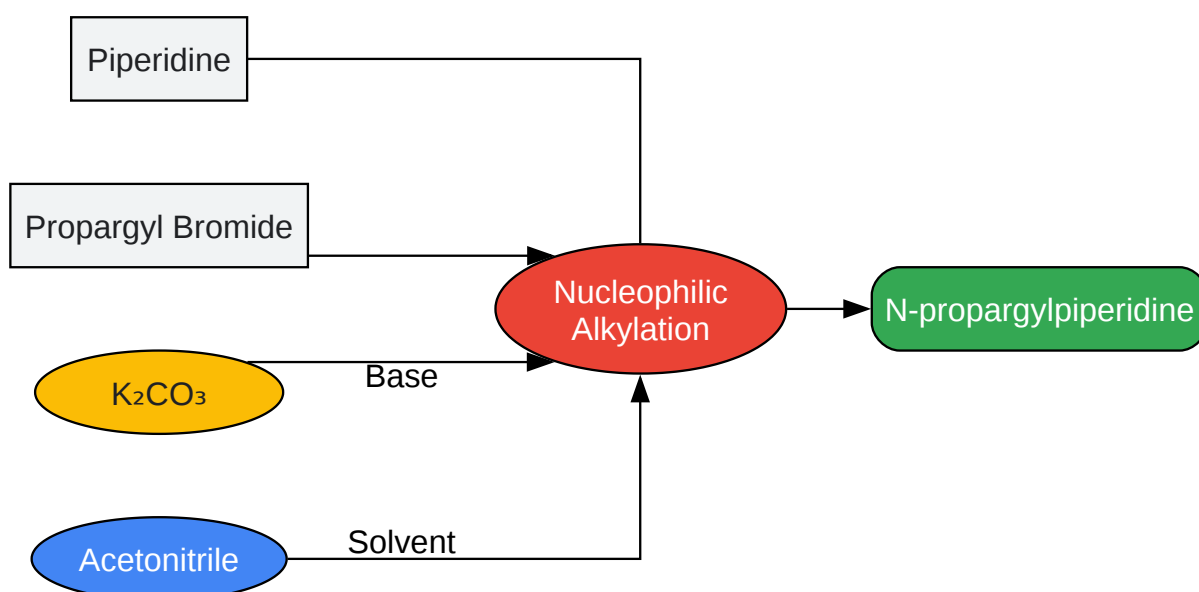 Piperidine
Propargyl Bromide
Nucleophilic
Alkylation
N-propargylpiperidine
K₂CO₃
Base
Acetonitrile
Solvent